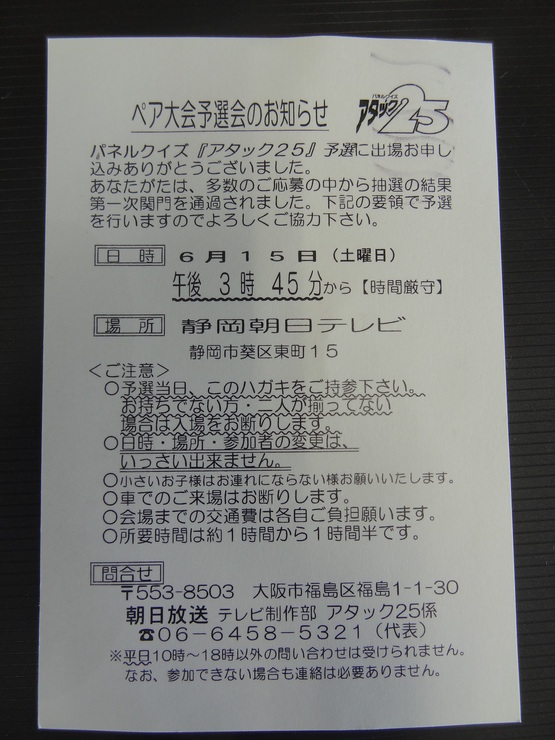 ペア大会予選会のお知らせ
パネルクイズ
アタック25
パネルクイズ『アタック25』予選に出場お申し
込みありがとうございました。
あなたがたは、多数のご応募の中から抽選の結果
第一次関門を通過されました。下記の要領で予選
を行いますのでよろしくご協力下さい。
日時 6月15日(土曜日)
午後 3時 45分から【時間厳守】
場所 静岡朝日テレビ
静岡市葵区東町15
<ご注意>
○予選当日、このハガキをご持参下さい。
お持ちでない方・二人が揃ってない
場合は入場をお断りします。
○日時・場所・参加者の変更は、
いっさい出来ません。
○小さいお子様はお連れにならない様お願いいたします。
○車でのご来場はお断りします。
○会場までの交通費は各自ご負担願います。
○所要時間は約1時間から1時間半です。
問合せ
〒553-8503 大阪市福島区福島1-1-30
朝日放送 テレビ制作部 アタック25係
☎06-6458-5321(代表)
※平日10時~18時以外の問い合わせは受けられません。
なお、参加できない場合も連絡は必要ありません。